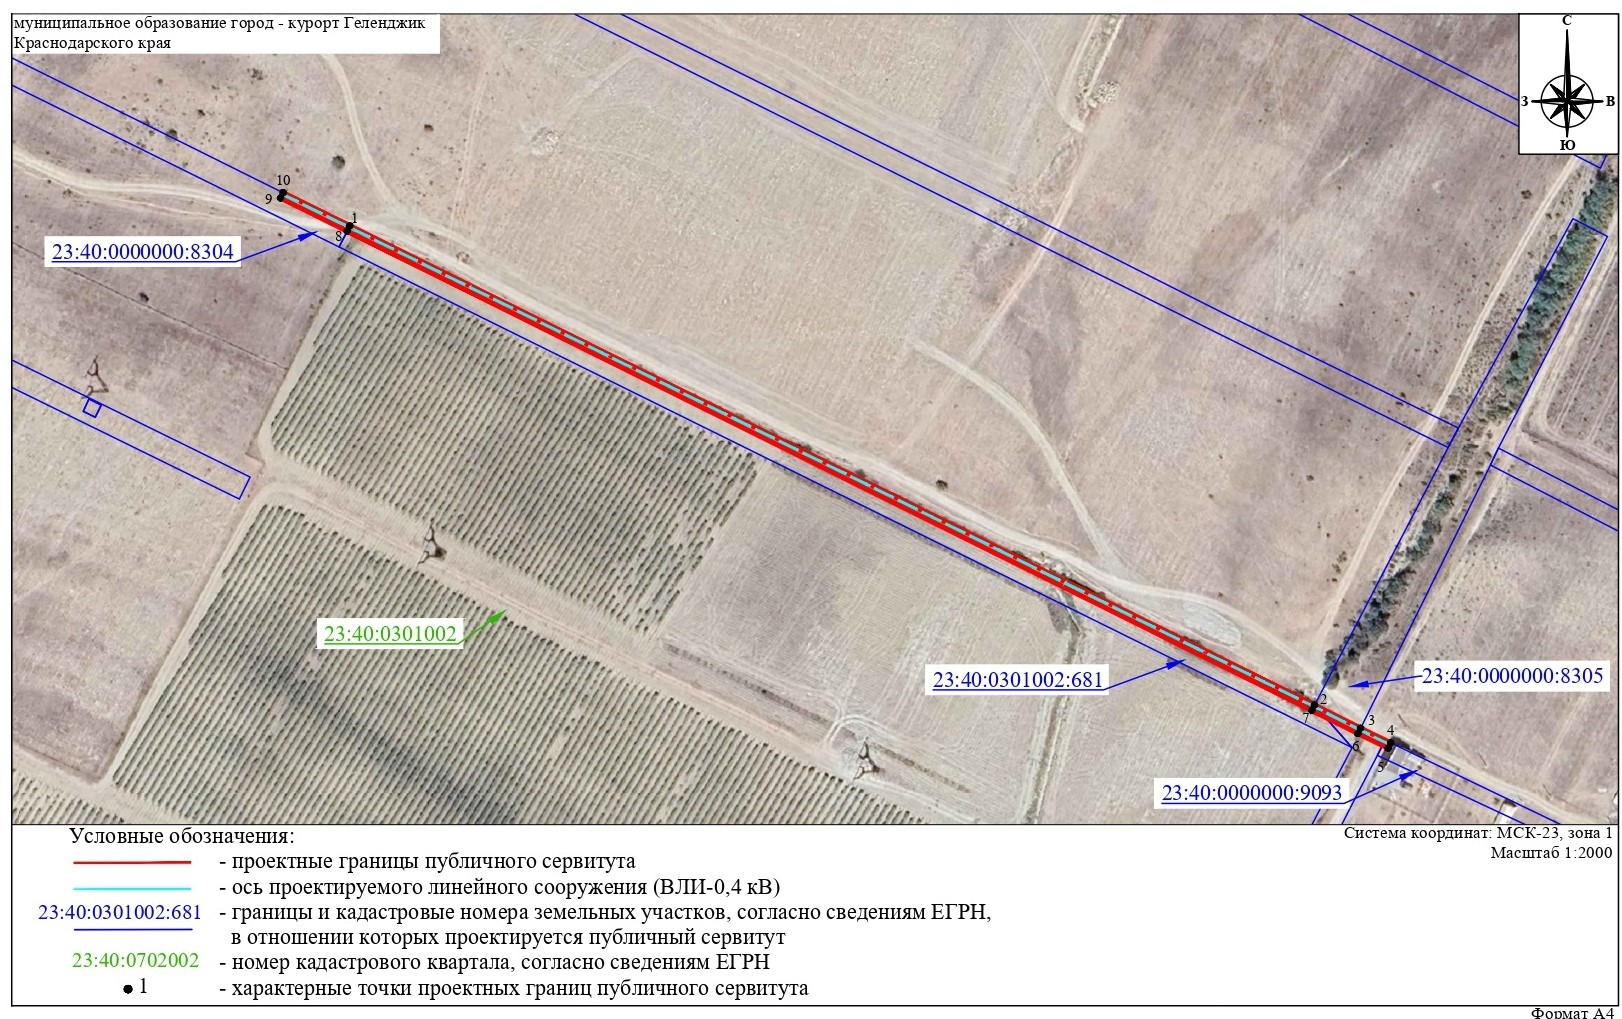 муниципальное образование город - курорт Геленджик
Краснодарского края
С
З
В
Ю
10
9
1
8
23:40:0000000:8304
23:40:0301002
23:40:0301002:681
23:40:0000000:8305
2
7
3
4
6
5
23:40:0000000:9093
Система координат: МСК-23, зона 1
Масштаб 1:2000
Условные обозначения:
- проектные границы публичного сервитута
- ось проектируемого линейного сооружения (ВЛИ-0,4 кВ)
23:40:0301002:681 - границы и кадастровые номера земельных участков, согласно сведениям ЕГРН,
в отношении которых проектируется публичный сервитут
23:40:0702002 - номер кадастрового квартала, согласно сведениям ЕГРН
1 - характерные точки проектных границ публичного сервитута
Формат А4